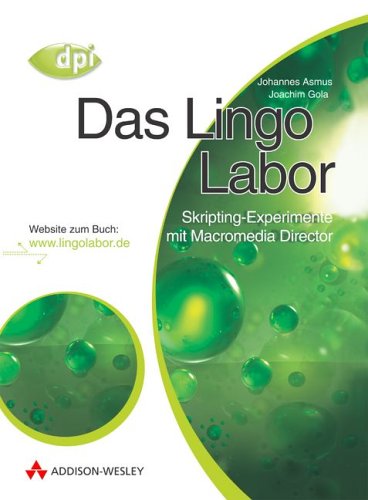 dpi
Johannes Asmus
Joachim Gola
Das Lingo
Labor
Skripting-Experimente
mit Macromedia Director
Website zum Buch:
www.lingolabor.de
ADDISON-WESLEY